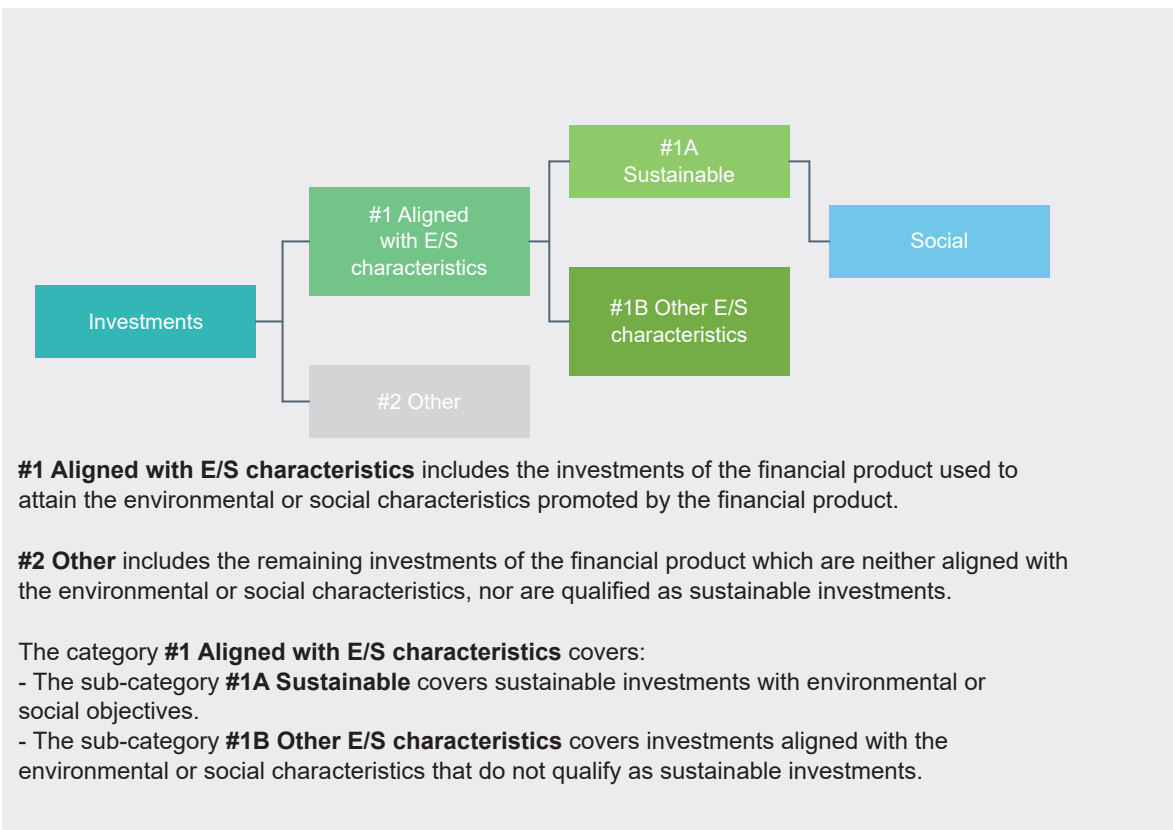 #1A
Sustainable
#1 Aligned
with E/S
characteristics
Social
#1B Other E/S
characteristics
Investments
#2 Other
#1 Aligned with E/S characteristics includes the investments of the financial product used to
attain the environmental or social characteristics promoted by the financial product.
#2 Other includes the remaining investments of the financial product which are neither aligned with
the environmental or social characteristics, nor are qualified as sustainable investments.
The category #1 Aligned with E/S characteristics covers:
- The sub-category #1A Sustainable covers sustainable investments with environmental or
social objectives.
- The sub-category #1B Other E/S characteristics covers investments aligned with the
environmental or social characteristics that do not qualify as sustainable investments.